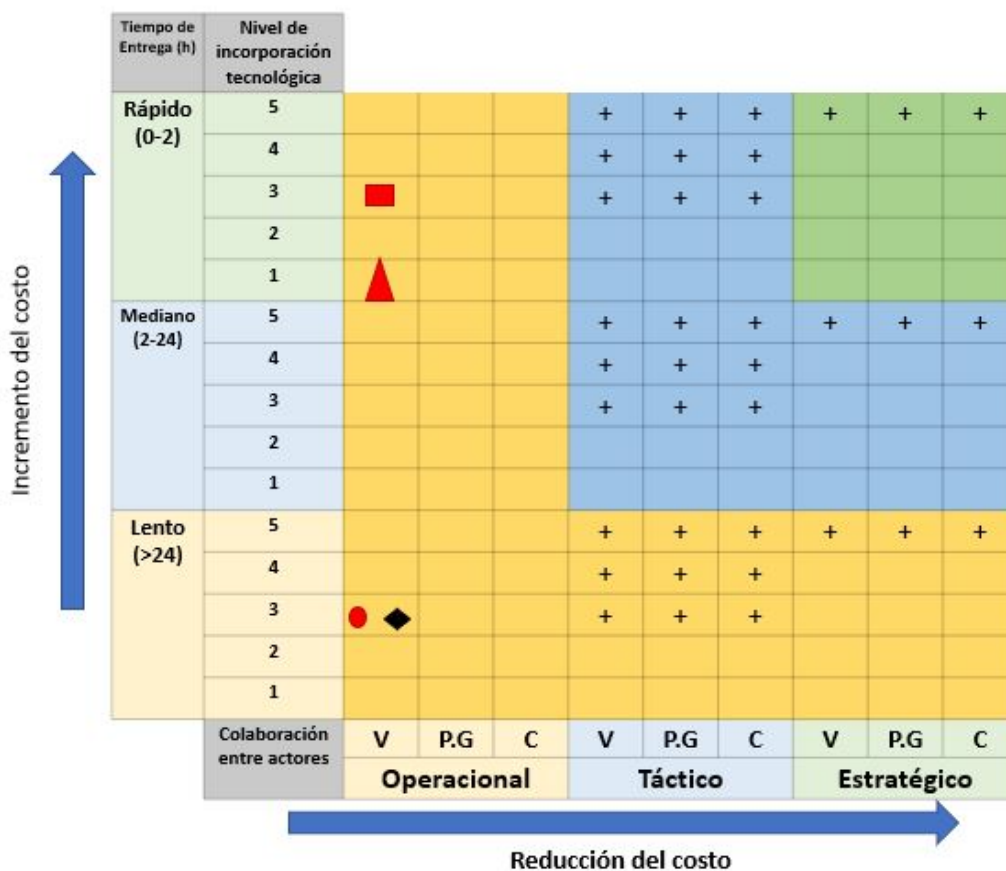 Tiempo de
Entrega (h)
Nivel de
incorporación
tecnológica
Rápido
(0-2)
5 + + + + + +
4 + + +
3 + + +
2
1
Mediano
(2-24)
5 + + + + + +
4 + + +
3 + + +
2
1
Lento
(>24)
5 + + + + + +
4 + + +
3 + + +
2
1
Colaboración
entre actores
V P.G C V P.G C V P.G C
Operacional Táctico Estratégico
Incremento del costo
Reducción del costo